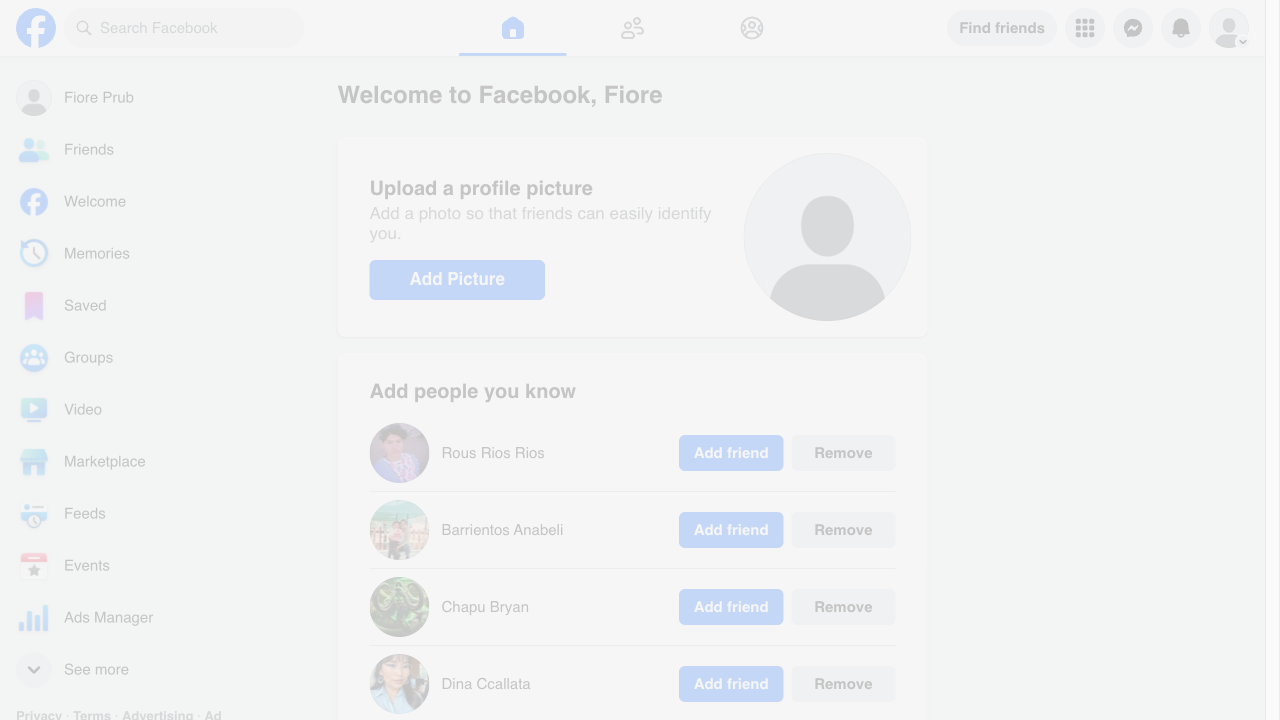 Search Facebook
Find friends
Fiore Prub
Friends
Welcome
Memories
Saved
Groups
Video
Marketplace
Feeds
Events
Ads Manager
See more
Privacy · Terms · Advertising · Ad
Welcome to Facebook, Fiore
Upload a profile picture
Add a photo so that friends can easily identify
you.
Add Picture
Add people you know
Rous Rios Rios
Add friend
Remove
Barrientos Anabeli
Add friend
Remove
Chapu Bryan
Add friend
Remove
Dina Ccallata
Add friend
Remove